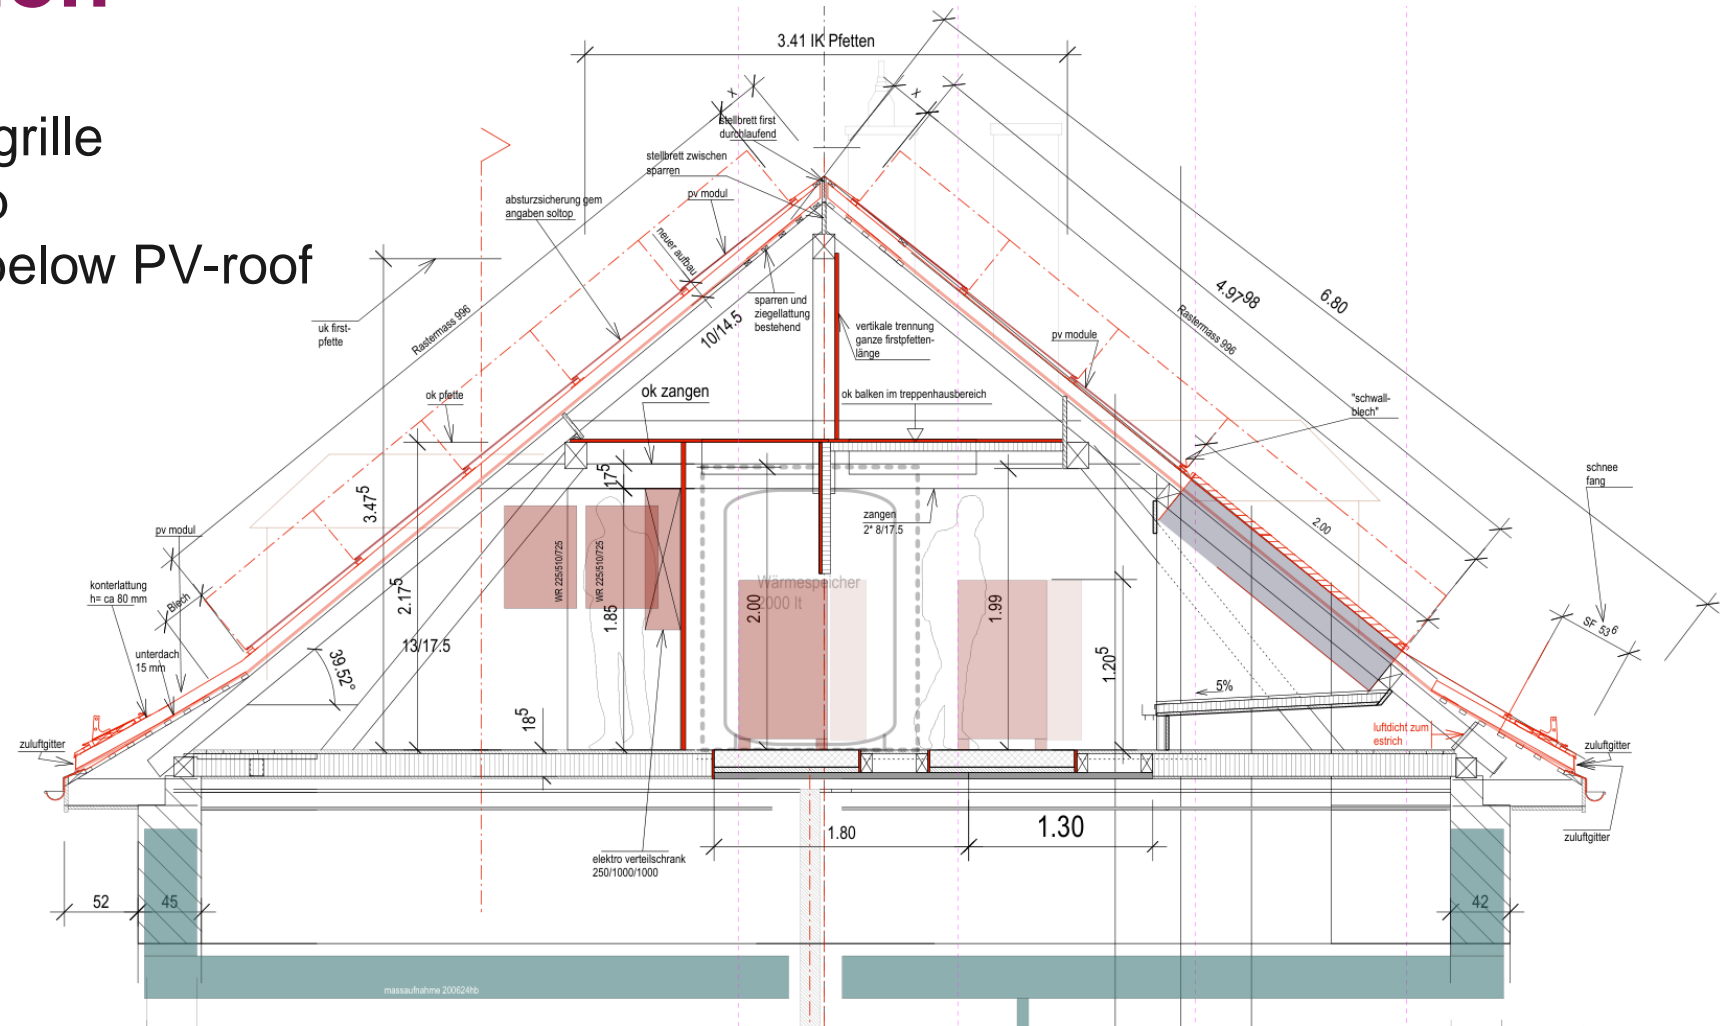 grille
below PV-roof
3.41 IK Pfetten
x
x
stellbrett first
durchlaufend
stellbrett zwischen
sparren
pv modul
absturzsicherung gem
angaben soltop
neuer aufbau
sparren und
ziegellattung
bestehend
10/14.5
vertikale trennung
ganze firstpfetten-
länge
uk first-
pfette
Rastermass 996
4.97⁹⁸
6.80
Rastermass 996
pv module
ok pfette
ok zangen
ok balken im treppenhausbereich
"schwall-
blech"
schnee
fang
3.47⁵
17⁵
zangen
2* 8/17.5
2.00
pv modul
WR 225/510/725
WR 225/510/725
Wärmespeicher
2000 lt
konterlattung
h= ca 80 mm
Blech
2.17⁵
1.85
2.00
1.99
1.20⁵
SF 53⁶
unterdach
15 mm
39.52°
13/17.5
5%
18⁵
luftdicht zum
estrich
zuluftgitter
zuluftgitter
zuluftgitter
1.80
1.30
elektro verteilschrank
250/1000/1000
52
45
42
massaufnahme 200624hb